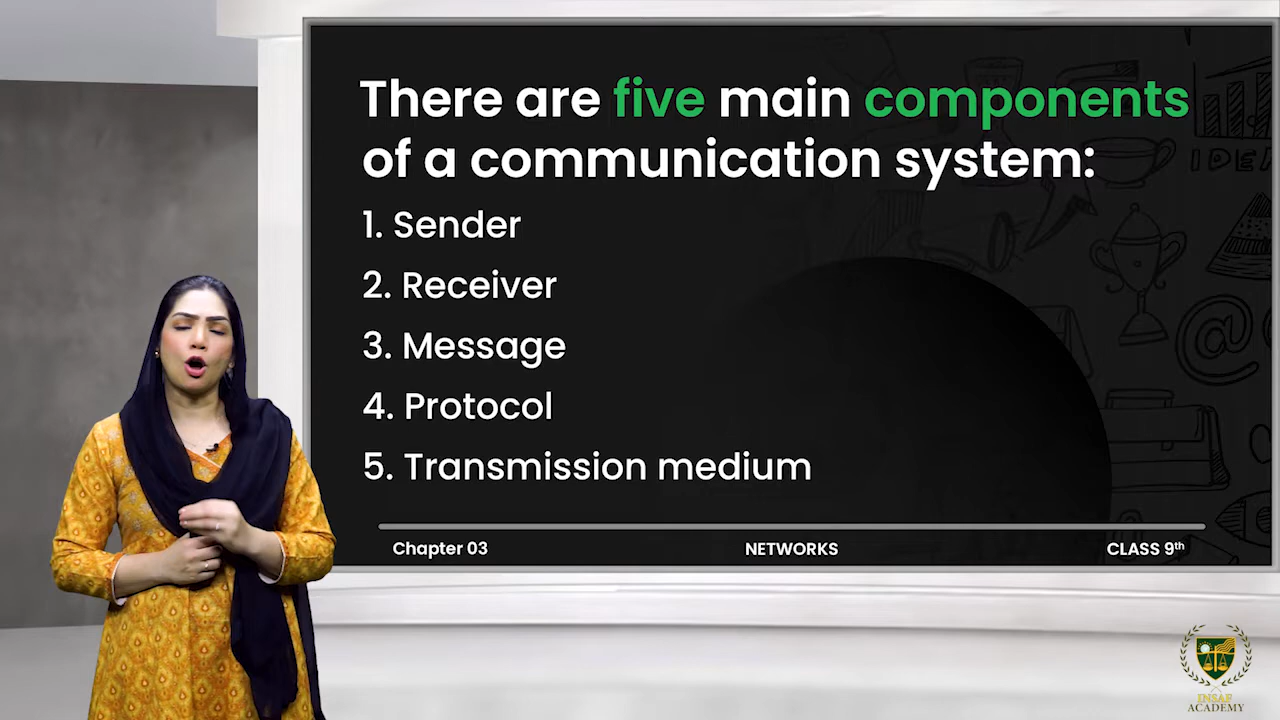 There are five main components
of a communication system:
1. Sender
2. Receiver
3. Message
4. Protocol
5. Transmission medium
Chapter 03 NETWORKS CLASS 9th
INSAF
ACADEMY